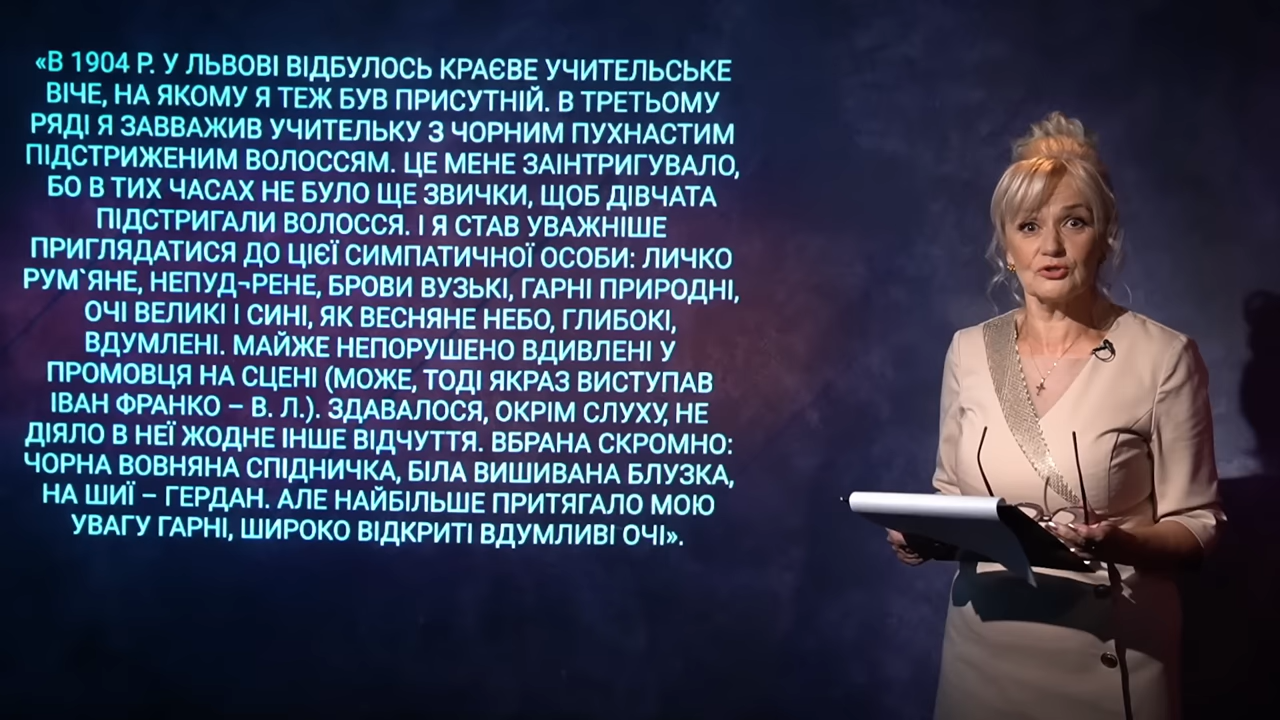 «В 1904 Р. У ЛЬВОВІ ВІДБУЛОСЬ КРАЄВЕ УЧИТЕЛЬСЬКЕ
ВІЧЕ, НА ЯКОМУ Я ТЕЖ БУВ ПРИСУТНІЙ. В ТРЕТЬОМУ
РЯДІ Я ЗАВВАЖИВ УЧИТЕЛЬКУ З ЧОРНИМ ПУХНАСТИМ
ПІДСТРИЖЕНИМ ВОЛОССЯМ. ЦЕ МЕНЕ ЗАІНТРИГУВАЛО,
БО В ТИХ ЧАСАХ НЕ БУЛО ЩЕ ЗВИЧКИ, ЩОБ ДІВЧАТА
ПІДСТРИГАЛИ ВОЛОССЯ. І Я СТАВ УВАЖНІШЕ
ПРИГЛЯДАТИСЯ ДО ЦІЄЇ СИМПАТИЧНОЇ ОСОБИ: ЛИЧКО
РУМ`ЯНЕ, НЕПУД¬РЕНЕ, БРОВИ ВУЗЬКІ, ГАРНІ ПРИРОДНІ,
ОЧІ ВЕЛИКІ І СИНІ, ЯК ВЕСНЯНЕ НЕБО, ГЛИБОКІ,
ВДУМЛЕНІ. МАЙЖЕ НЕПОРУШЕНО ВДИВЛЕНІ У
ПРОМОВЦЯ НА СЦЕНІ (МОЖЕ, ТОДІ ЯКРАЗ ВИСТУПАВ
ІВАН ФРАНКО – В. Л.). ЗДАВАЛОСЯ, ОКРІМ СЛУХУ, НЕ
ДІЯЛО В НЕЇ ЖОДНЕ ІНШЕ ВІДЧУТТЯ. ВБРАНА СКРОМНО:
ЧОРНА ВОВНЯНА СПІДНИЧКА, БІЛА ВИШИВАНА БЛУЗКА,
НА ШИЇ – ГЕРДАН. АЛЕ НАЙБІЛЬШЕ ПРИТЯГАЛО МОЮ
УВАГУ ГАРНІ, ШИРОКО ВІДКРИТІ ВДУМЛИВІ ОЧІ».